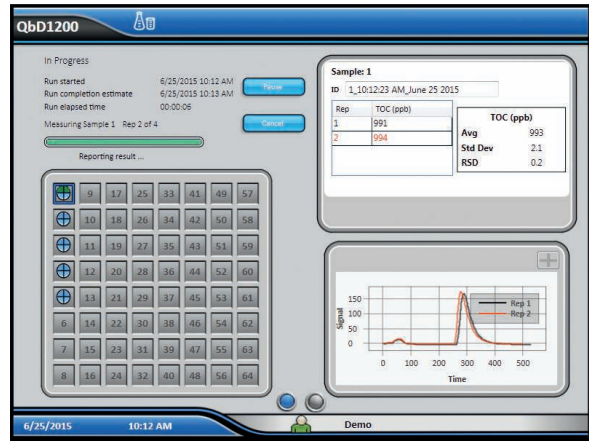 QbD1200
In Progress
Run started 6/25/2015 10:12 AM
Run completion estimate 6/25/2015 10:13 AM
Run elapsed time 00:00:06
Pause
Measuring Sample 1 Rep 2 of 4
Cancel
Reporting result ...
9 17 25 33 41 49 57
10 18 26 34 42 50 58
11 19 27 35 43 51 59
12 20 28 36 44 52 60
13 21 29 37 45 53 61
6 14 22 30 38 46 54 62
7 15 23 31 39 47 55 63
8 16 24 32 40 48 56 64
Sample: 1
ID 1_10:12:23 AM_June 25 2015
Rep TOC (ppb)
1 991
2 994
TOC (ppb)
Avg 993
Std Dev 2.1
RSD 0.2
Signal
150
100
50
0
Rep 1
Rep 2
0 100 200 300 400 500
Time
6/25/2015 10:12 AM Demo